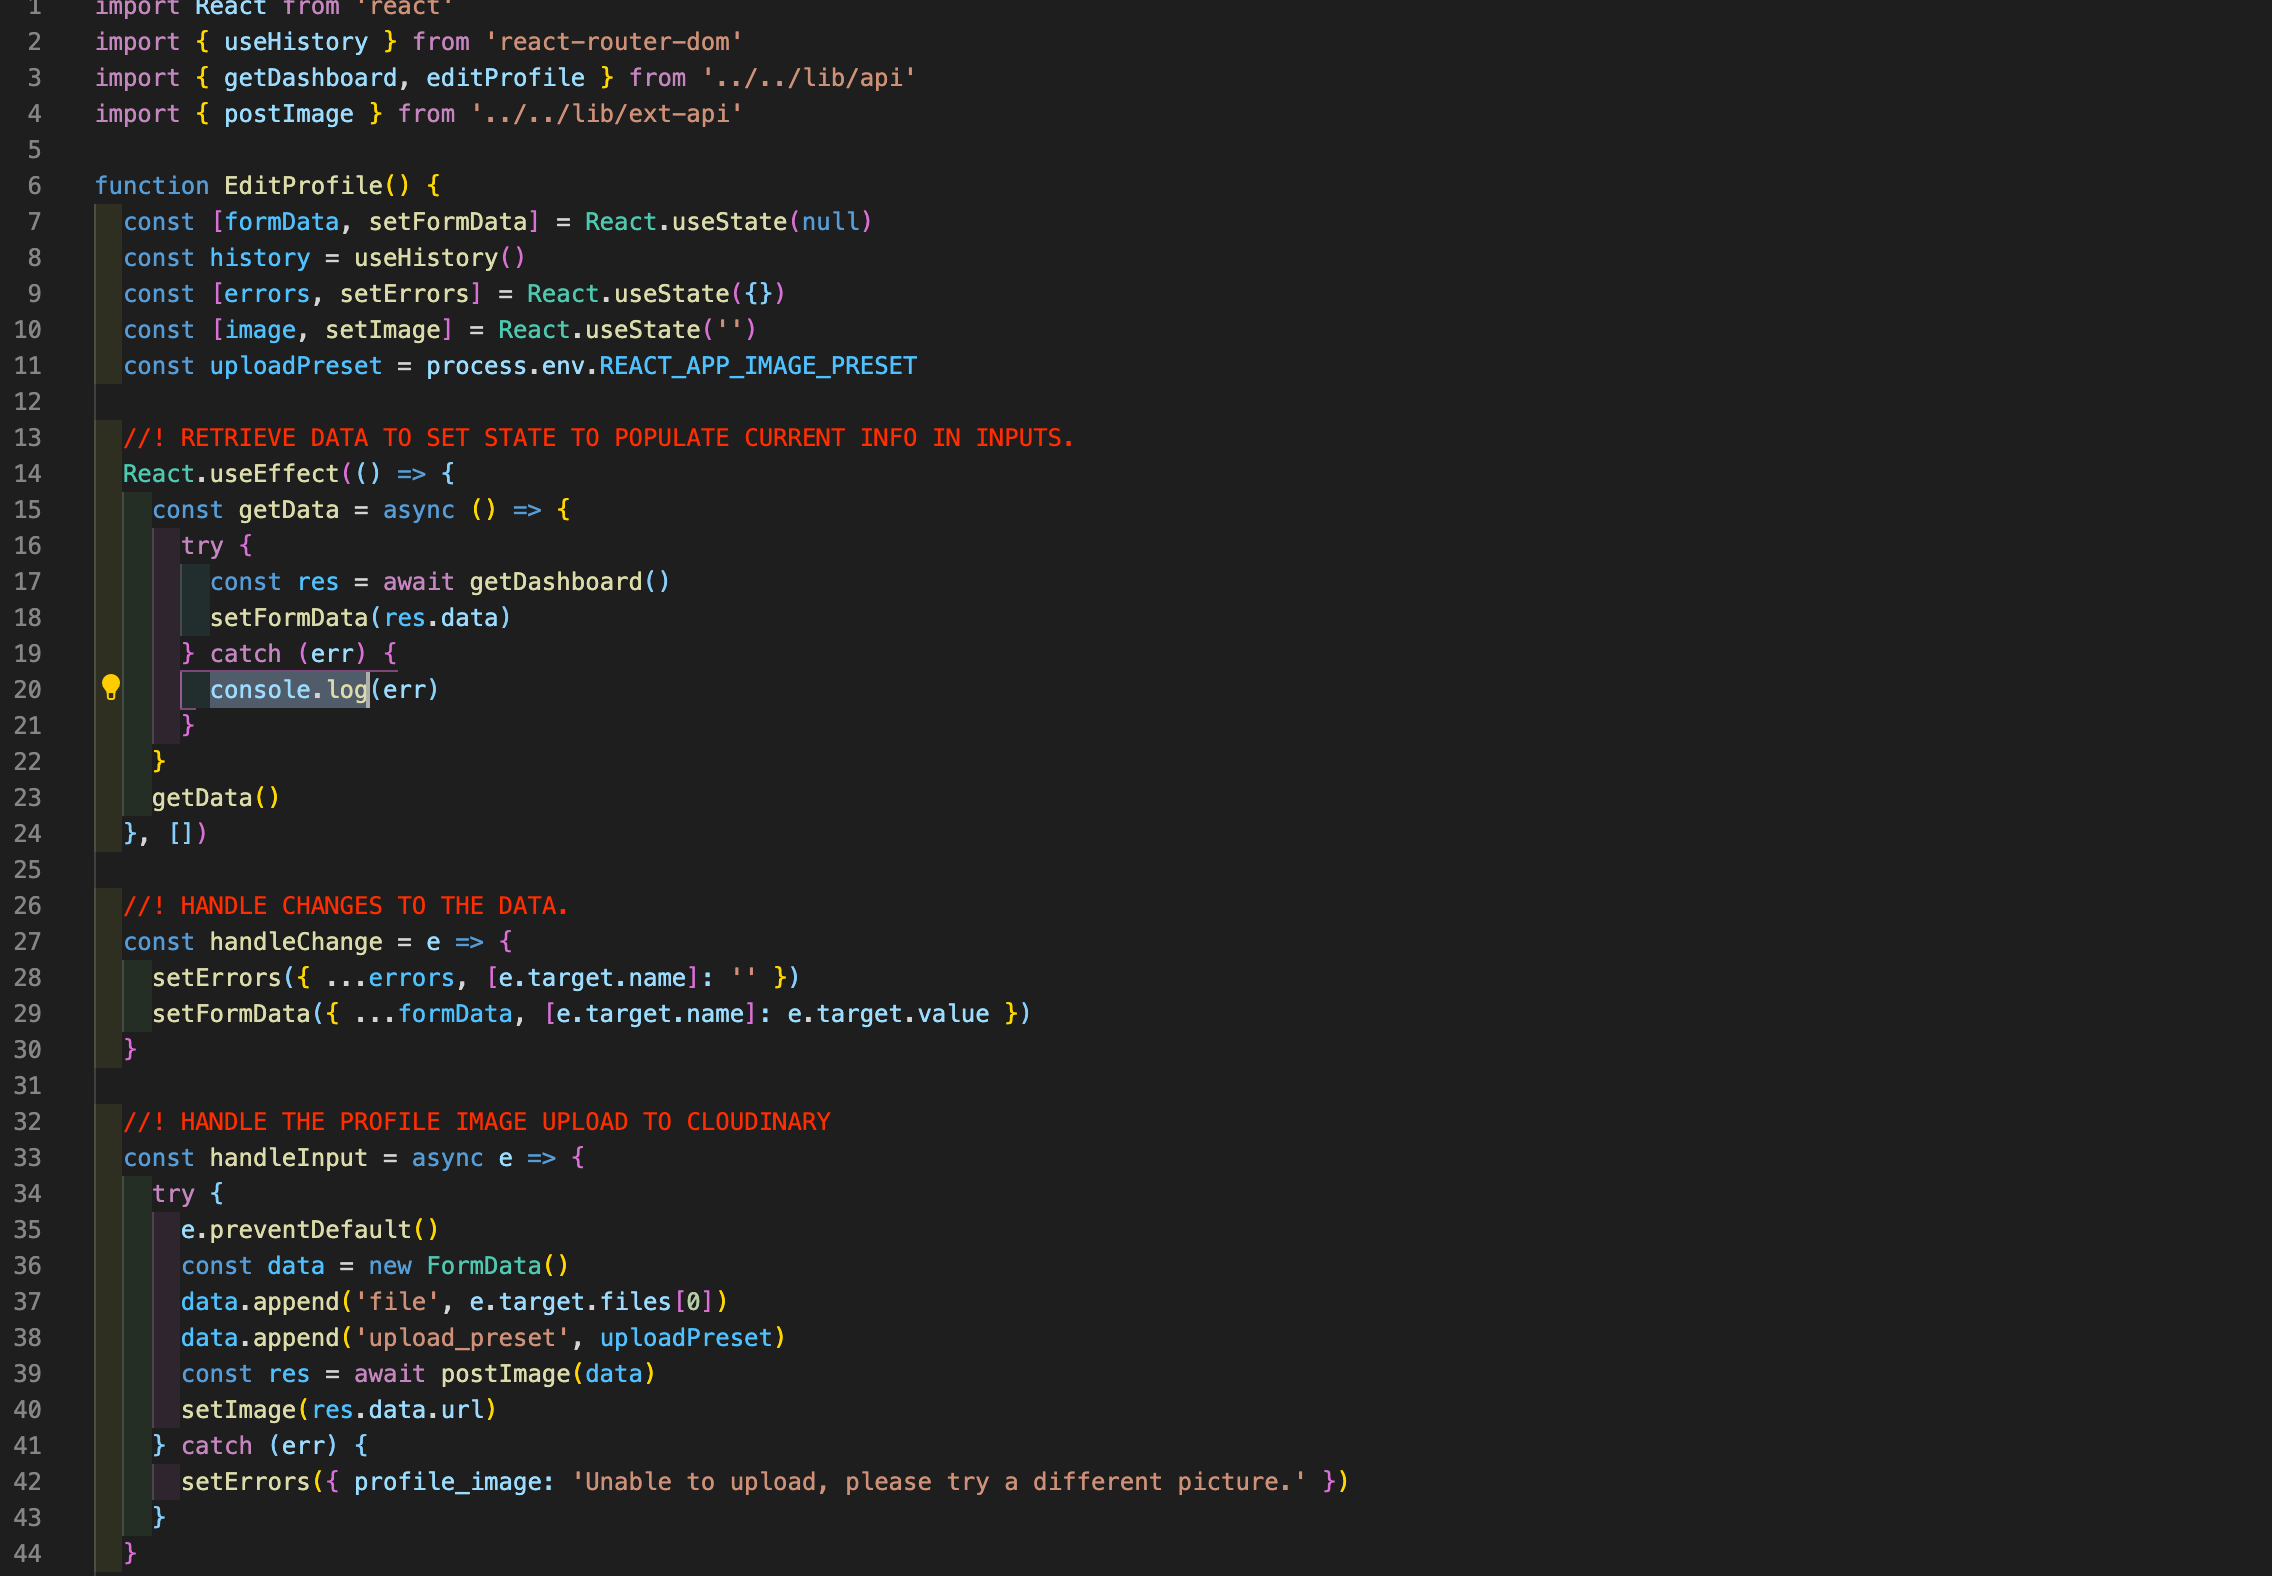 1 import React from 'react'
2 import { useHistory } from 'react-router-dom'
3 import { getDashboard, editProfile } from '../../lib/api'
4 import { postImage } from '../../lib/ext-api'
5
6 function EditProfile() {
7 const [formData, setFormData] = React.useState(null)
8 const history = useHistory()
9 const [errors, setErrors] = React.useState({})
10 const [image, setImage] = React.useState('')
11 const uploadPreset = process.env.REACT_APP_IMAGE_PRESET
12
13 //! RETRIEVE DATA TO SET STATE TO POPULATE CURRENT INFO IN INPUTS.
14 React.useEffect(() => {
15 const getData = async () => {
16 try {
17 const res = await getDashboard()
18 setFormData(res.data)
19 } catch (err) {
20 console.log(err)
21 }
22 }
23 getData()
24 }, [])
25
26 //! HANDLE CHANGES TO THE DATA.
27 const handleChange = e => {
28 setErrors({ ...errors, [e.target.name]: '' })
29 setFormData({ ...formData, [e.target.name]: e.target.value })
30 }
31
32 //! HANDLE THE PROFILE IMAGE UPLOAD TO CLOUDINARY
33 const handleInput = async e => {
34 try {
35 e.preventDefault()
36 const data = new FormData()
37 data.append('file', e.target.files[0])
38 data.append('upload_preset', uploadPreset)
39 const res = await postImage(data)
40 setImage(res.data.url)
41 } catch (err) {
42 setErrors({ profile_image: 'Unable to upload, please try a different picture.' })
43 }
44 }